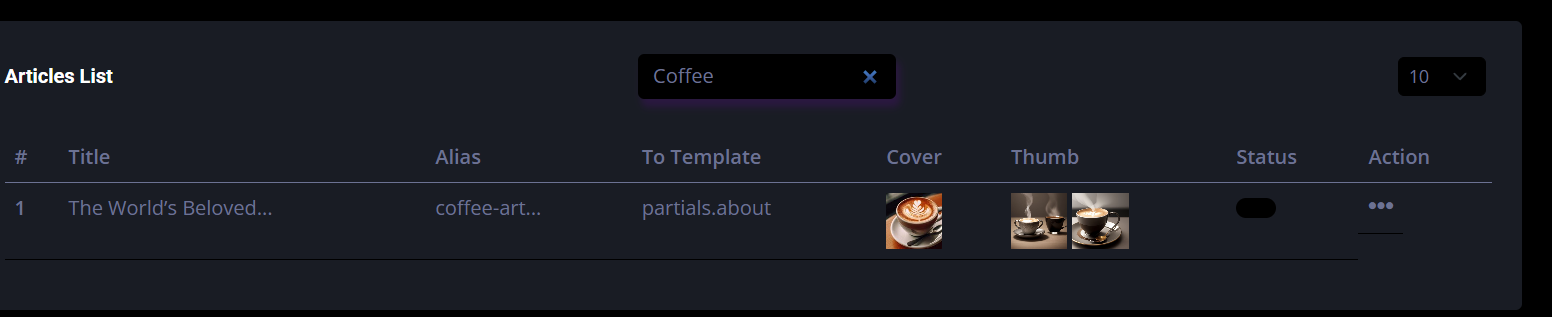 Articles List
Coffee
10
# Title Alias To Template Cover Thumb Status Action
1 The World’s Beloved... coffee-art... partials.about